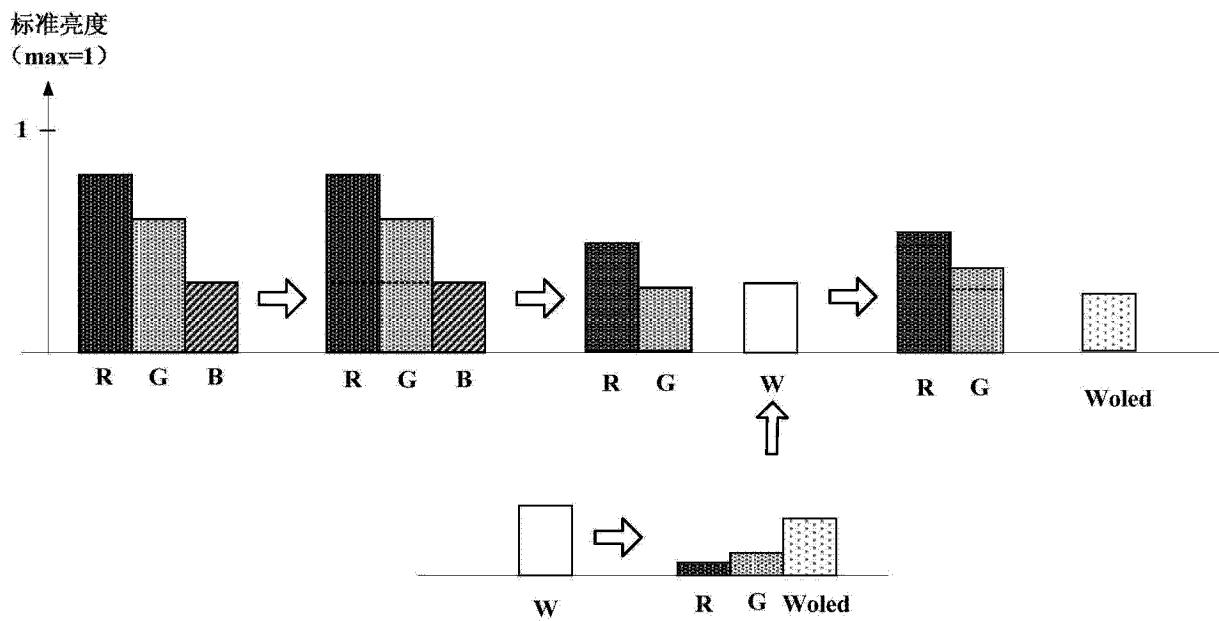 标准亮度
（max=1）
1
R G B
R G B
R G
W
R G
Woled
W
R G Woled